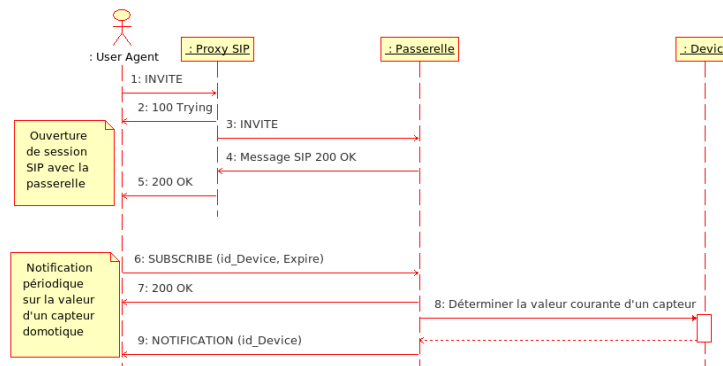 : User Agent
: Proxy SIP
: Passerelle
: Devic
1: INVITE
2: 100 Trying
3: INVITE
Ouverture
de session
SIP avec la
passerelle
4: Message SIP 200 OK
5: 200 OK
6: SUBSCRIBE (id_Device, Expire)
Notification
périodique
sur la valeur
d'un capteur
domotique
7: 200 OK
8: Déterminer la valeur courante d'un capteur
9: NOTIFICATION (id_Device)